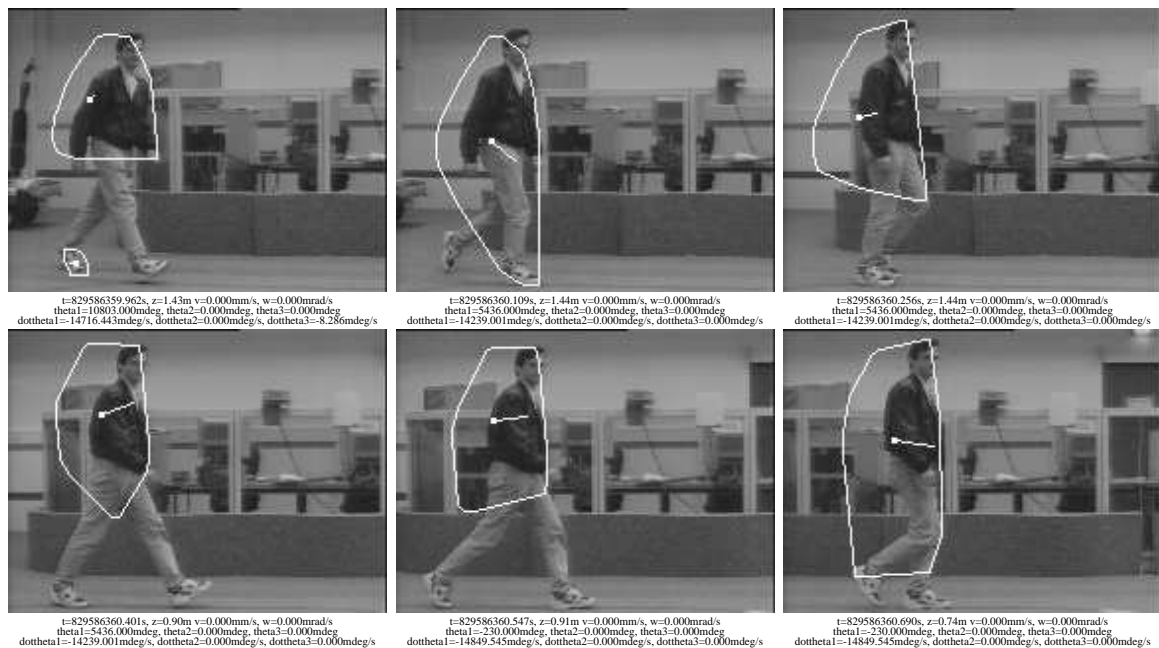 t=829586359.962s, z=1.43m v=0.000mm/s, w=0.000mrad/s
theta1=10803.000mdeg, theta2=0.000mdeg, theta3=0.000mdeg
dottheta1=-14716.443mdeg/s, dottheta2=0.000mdeg/s, dottheta3=-8.286mdeg/s
t=829586360.109s, z=1.44m v=0.000mm/s, w=0.000mrad/s
theta1=5436.000mdeg, theta2=0.000mdeg, theta3=0.000mdeg
dottheta1=-14239.001mdeg/s, dottheta2=0.000mdeg/s, dottheta3=0.000mdeg/s
t=829586360.256s, z=1.44m v=0.000mm/s, w=0.000mrad/s
theta1=5436.000mdeg, theta2=0.000mdeg, theta3=0.000mdeg
dottheta1=-14239.001mdeg/s, dottheta2=0.000mdeg/s, dottheta3=0.000mdeg/s
t=829586360.401s, z=0.90m v=0.000mm/s, w=0.000mrad/s
theta1=5436.000mdeg, theta2=0.000mdeg, theta3=0.000mdeg
dottheta1=-14239.001mdeg/s, dottheta2=0.000mdeg/s, dottheta3=0.000mdeg/s
t=829586360.547s, z=0.91m v=0.000mm/s, w=0.000mrad/s
theta1=-230.000mdeg, theta2=0.000mdeg, theta3=0.000mdeg
dottheta1=-14849.545mdeg/s, dottheta2=0.000mdeg/s, dottheta3=0.000mdeg/s
t=829586360.690s, z=0.74m v=0.000mm/s, w=0.000mrad/s
theta1=-230.000mdeg, theta2=0.000mdeg, theta3=0.000mdeg
dottheta1=-14849.545mdeg/s, dottheta2=0.000mdeg/s, dottheta3=0.000mdeg/s